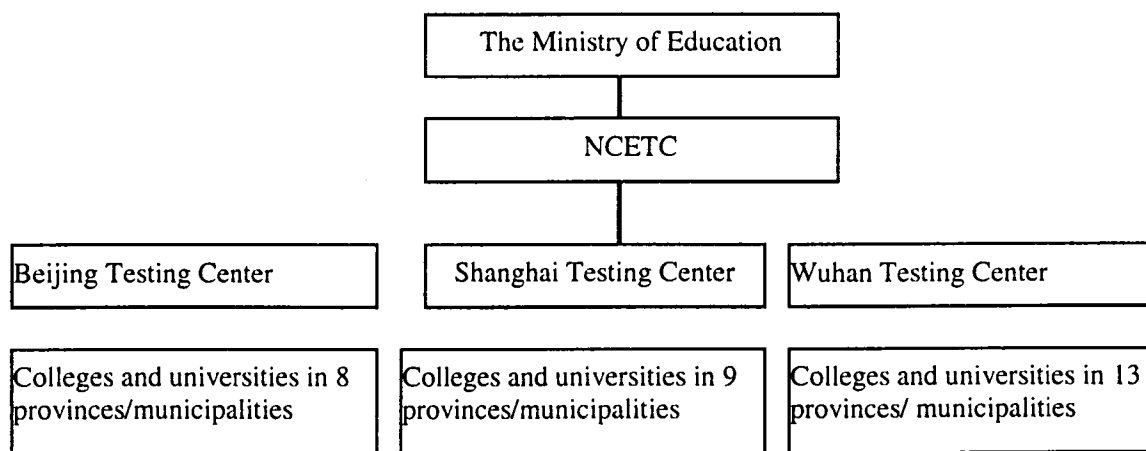 The Ministry of Education
NCETC
Beijing Testing Center
Shanghai Testing Center
Wuhan Testing Center
Colleges and universities in 8
provinces/municipalities
Colleges and universities in 9
provinces/municipalities
Colleges and universities in 13
provinces/ municipalities